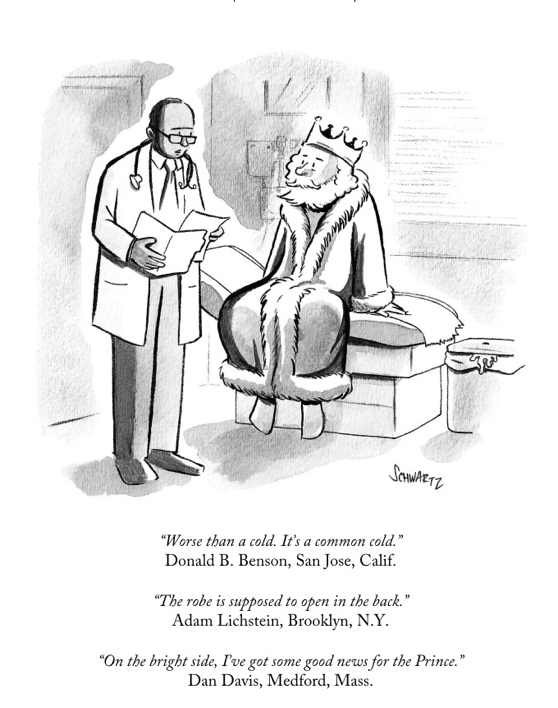 SCHWARTZ
“Worse than a cold. It’s a common cold.”
Donald B. Benson, San Jose, Calif.
“The robe is supposed to open in the back.”
Adam Lichstein, Brooklyn, N.Y.
“On the bright side, I’ve got some good news for the Prince.”
Dan Davis, Medford, Mass.